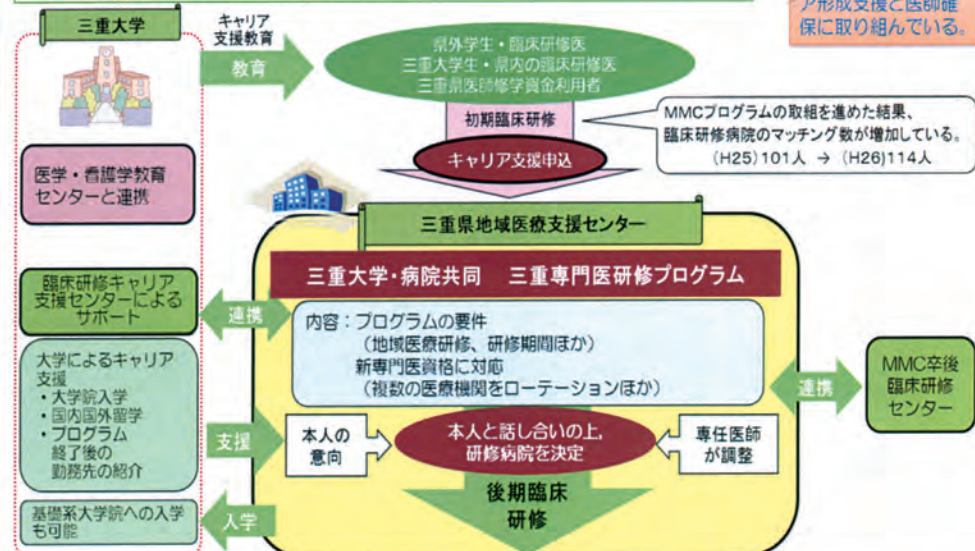 ア形成支援と医師確
保に取り組んでいる。
三重大学
キャリア
支援教育
教育
県外学生・臨床研修医
三重大学生・県内の臨床研修医
三重県医師修学資金利用者
初期臨床研修
キャリア支援申込
MMCプログラムの取組を進めた結果、
臨床研修病院のマッチング数が増加している。
(H25)101人 → (H26)114人
医学・看護学教育
センターと連携
三重県地域医療支援センター
三重大学・病院共同 三重専門医研修プログラム
臨床研修キャリア
支援センターによる
サポート
連携
内容:プログラムの要件
(地域医療研修、研修期間ほか)
新専門医資格に対応
(複数の医療機関をローテーションほか)
連携
MMC卒後
臨床研修
センター
大学によるキャリア
支援
・大学院入学
・国内国外留学
・プログラム
終了後の
勤務先の紹介
支援
本人の
意向
本人と話し合いの上,
研修病院を決定
専任医師
が調整
後期臨床
研修
基礎系大学院への入学
も可能
入学